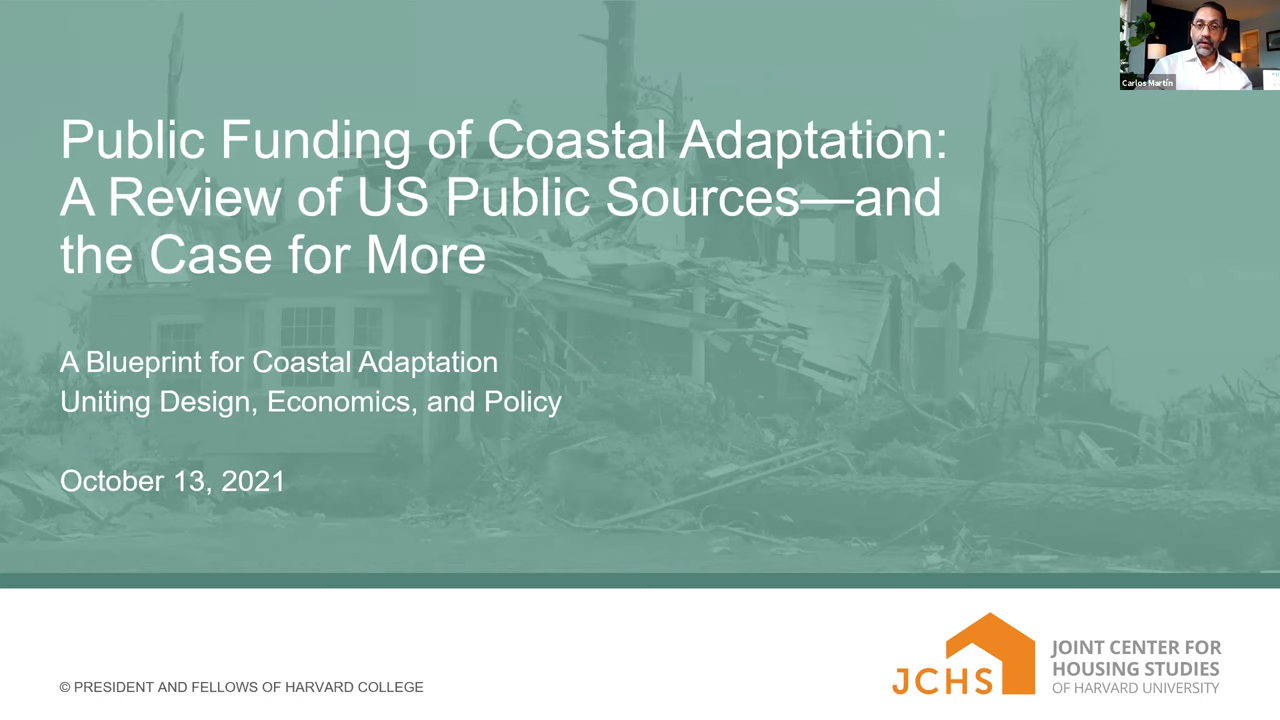 Carlos Martín
Public Funding of Coastal Adaptation:
A Review of US Public Sources—and
the Case for More
A Blueprint for Coastal Adaptation
Uniting Design, Economics, and Policy
October 13, 2021
© PRESIDENT AND FELLOWS OF HARVARD COLLEGE
JCHS
JOINT CENTER FOR
HOUSING STUDIES
OF HARVARD UNIVERSITY